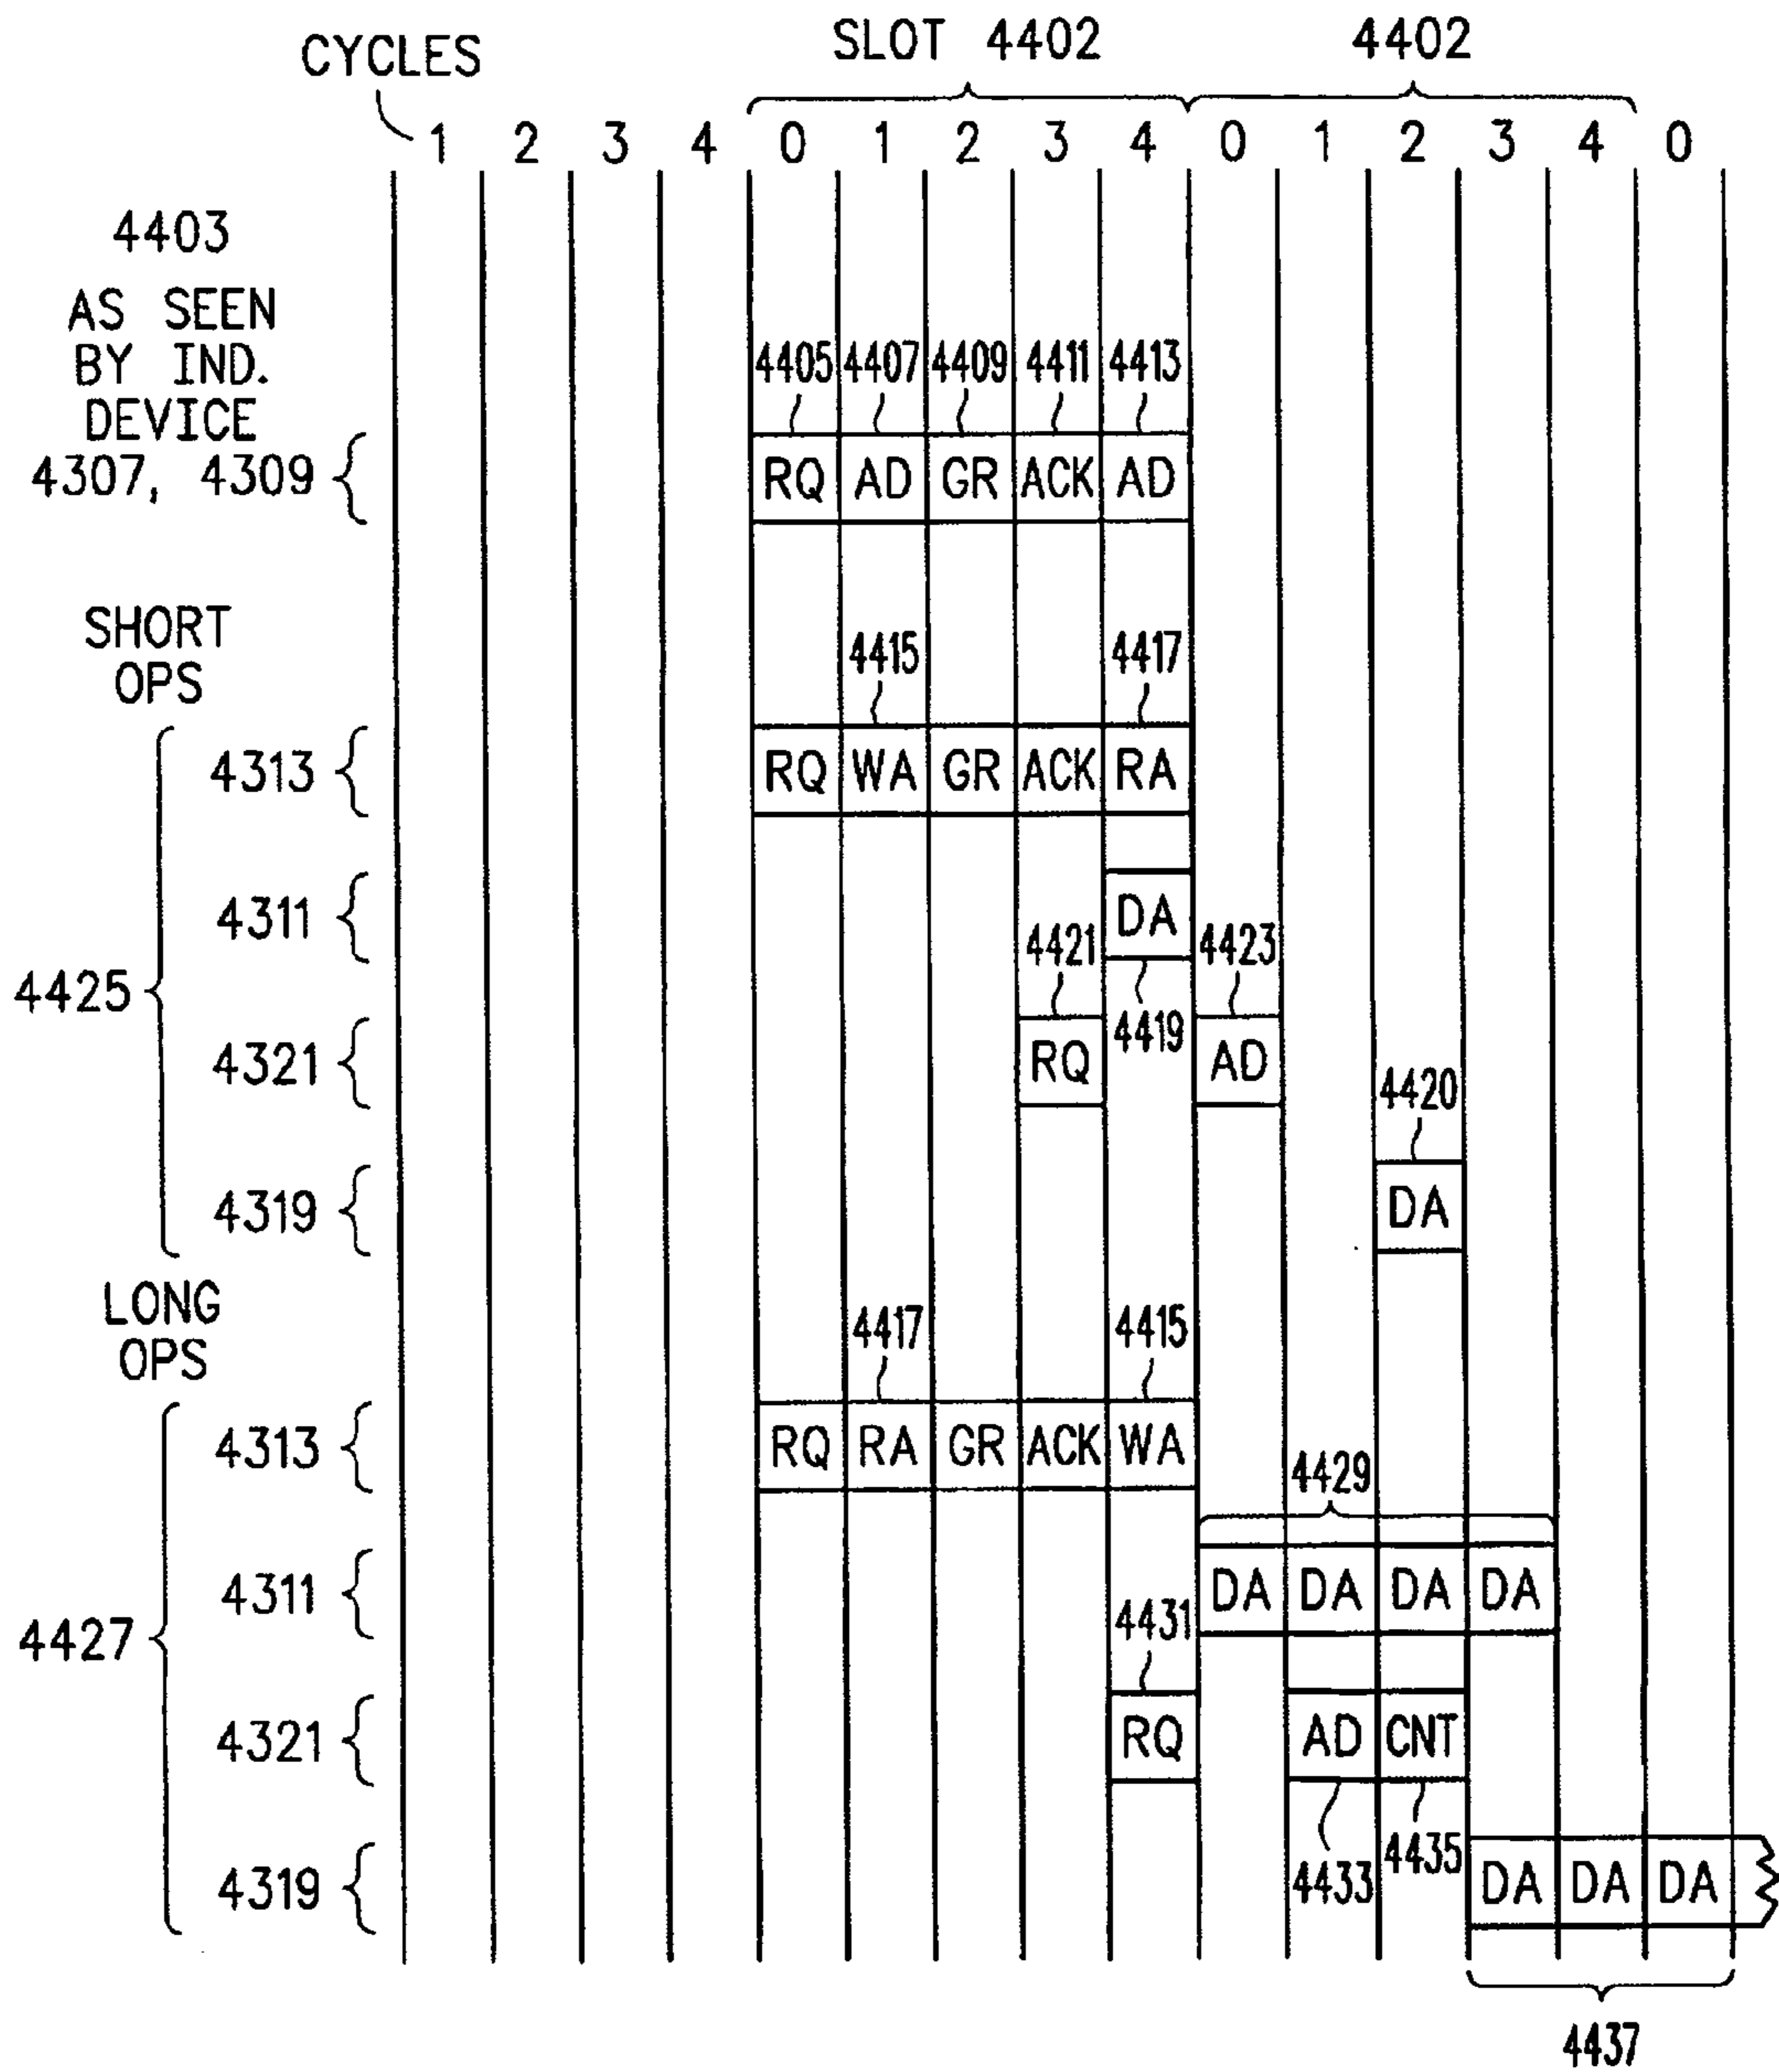 SLOT 4402 4402
CYCLES
1 2 3 4 0 1 2 3 4 0 1 2 3 4 0
4403
AS SEEN
BY IND.
DEVICE
4307, 4309
4405 4407 4409 4411 4413
RQ AD GR ACK AD
SHORT
OPS
4415 4417
4313
RQ WA GR ACK RA
4311
DA
4421 4423
4425
4419
4321
RQ AD
4420
4319
DA
LONG
OPS
4417 4415
4313
RQ RA GR ACK WA
4429
4311
DA DA DA DA
4431
4427
4321
RQ AD CNT
4433 4435
4319
DA DA DA
4437